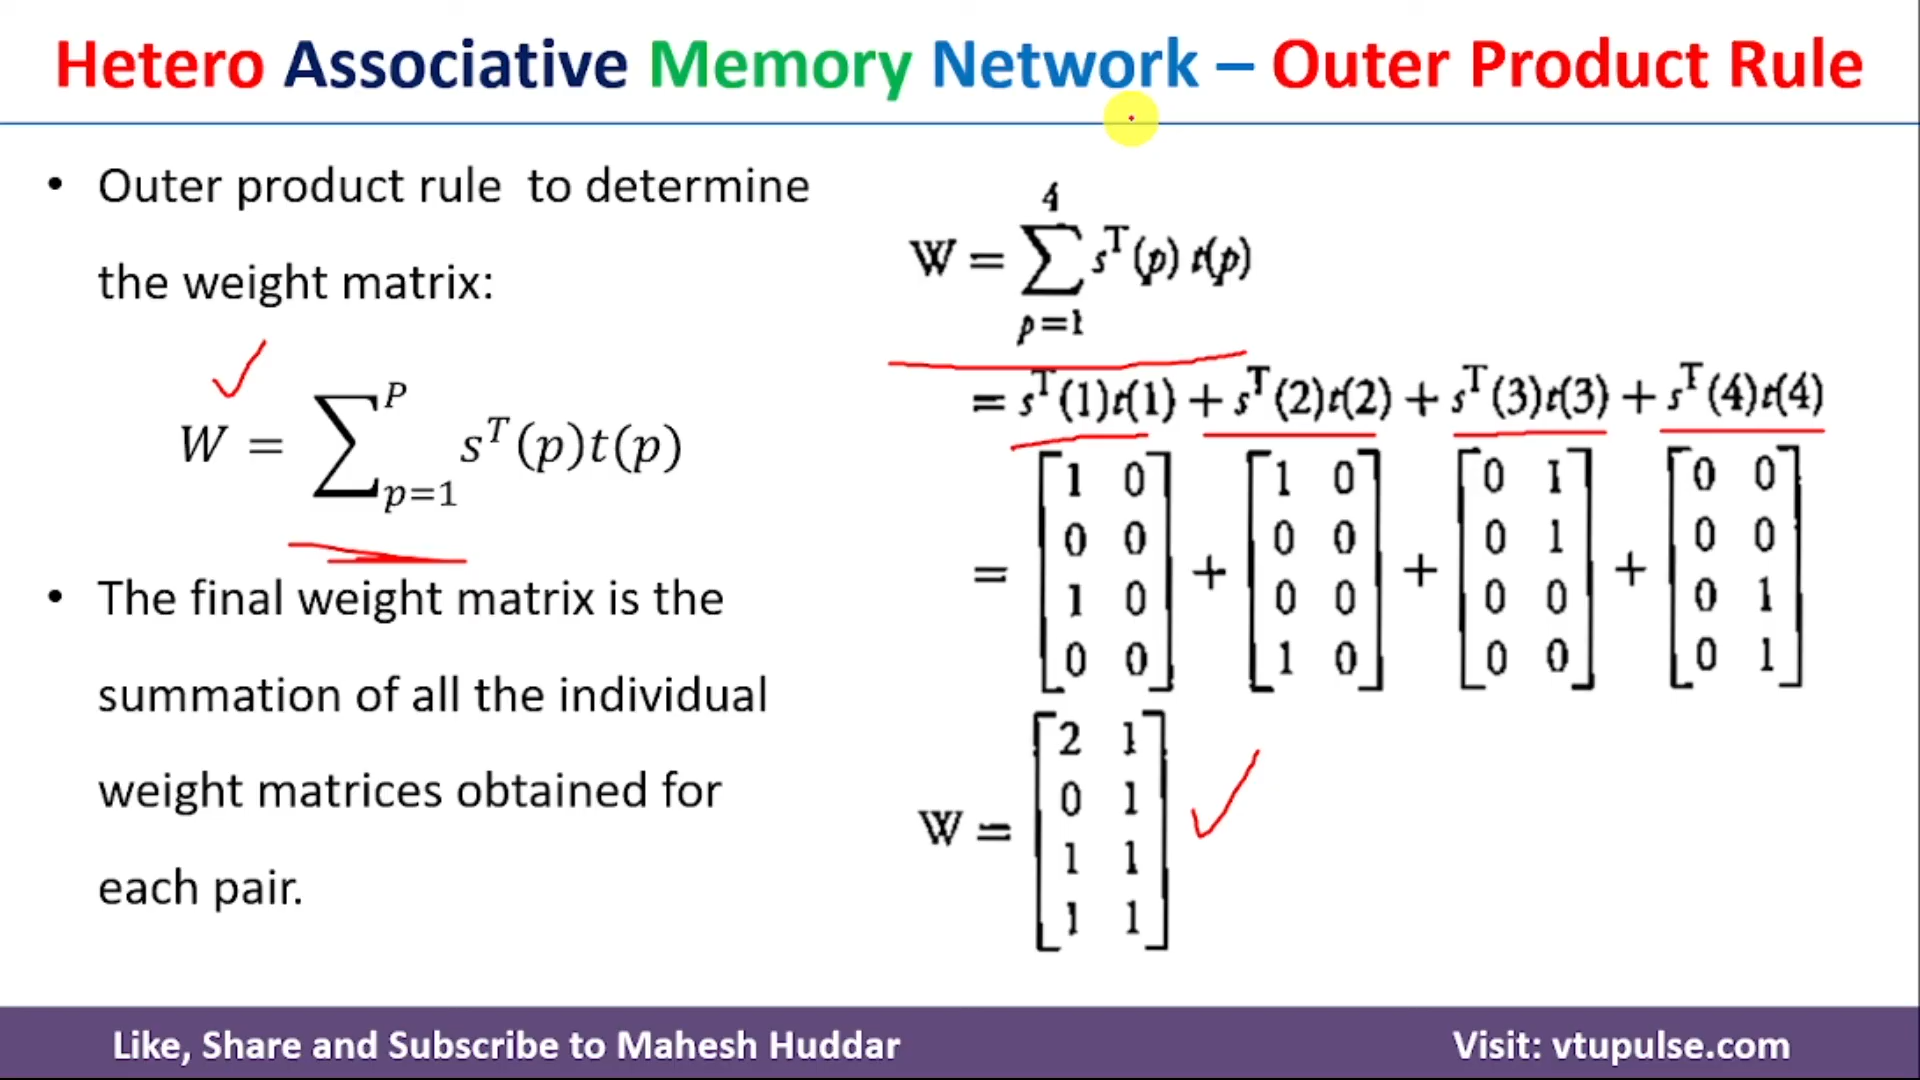 Hetero Associative Memory Network – Outer Product Rule
• Outer product rule to determine
the weight matrix:
W = ∑_{p=1}^{P} s^T(p)t(p)
• The final weight matrix is the
summation of all the individual
weight matrices obtained for
each pair.
W = ∑_{p=1}^{4} s^T(p) t(p)
= s^T(1)t(1) + s^T(2)t(2) + s^T(3)t(3) + s^T(4)t(4)
[1 0] [1 0] [0 1] [0 0]
[0 0] [0 0] [0 1] [0 0]
= [1 0] + [0 0] + [0 0] + [0 1]
[0 0] [1 0] [0 0] [0 1]
[2 1]
[0 1]
W = [1 1]
[1 1]
Like, Share and Subscribe to Mahesh Huddar
Visit: vtupulse.com